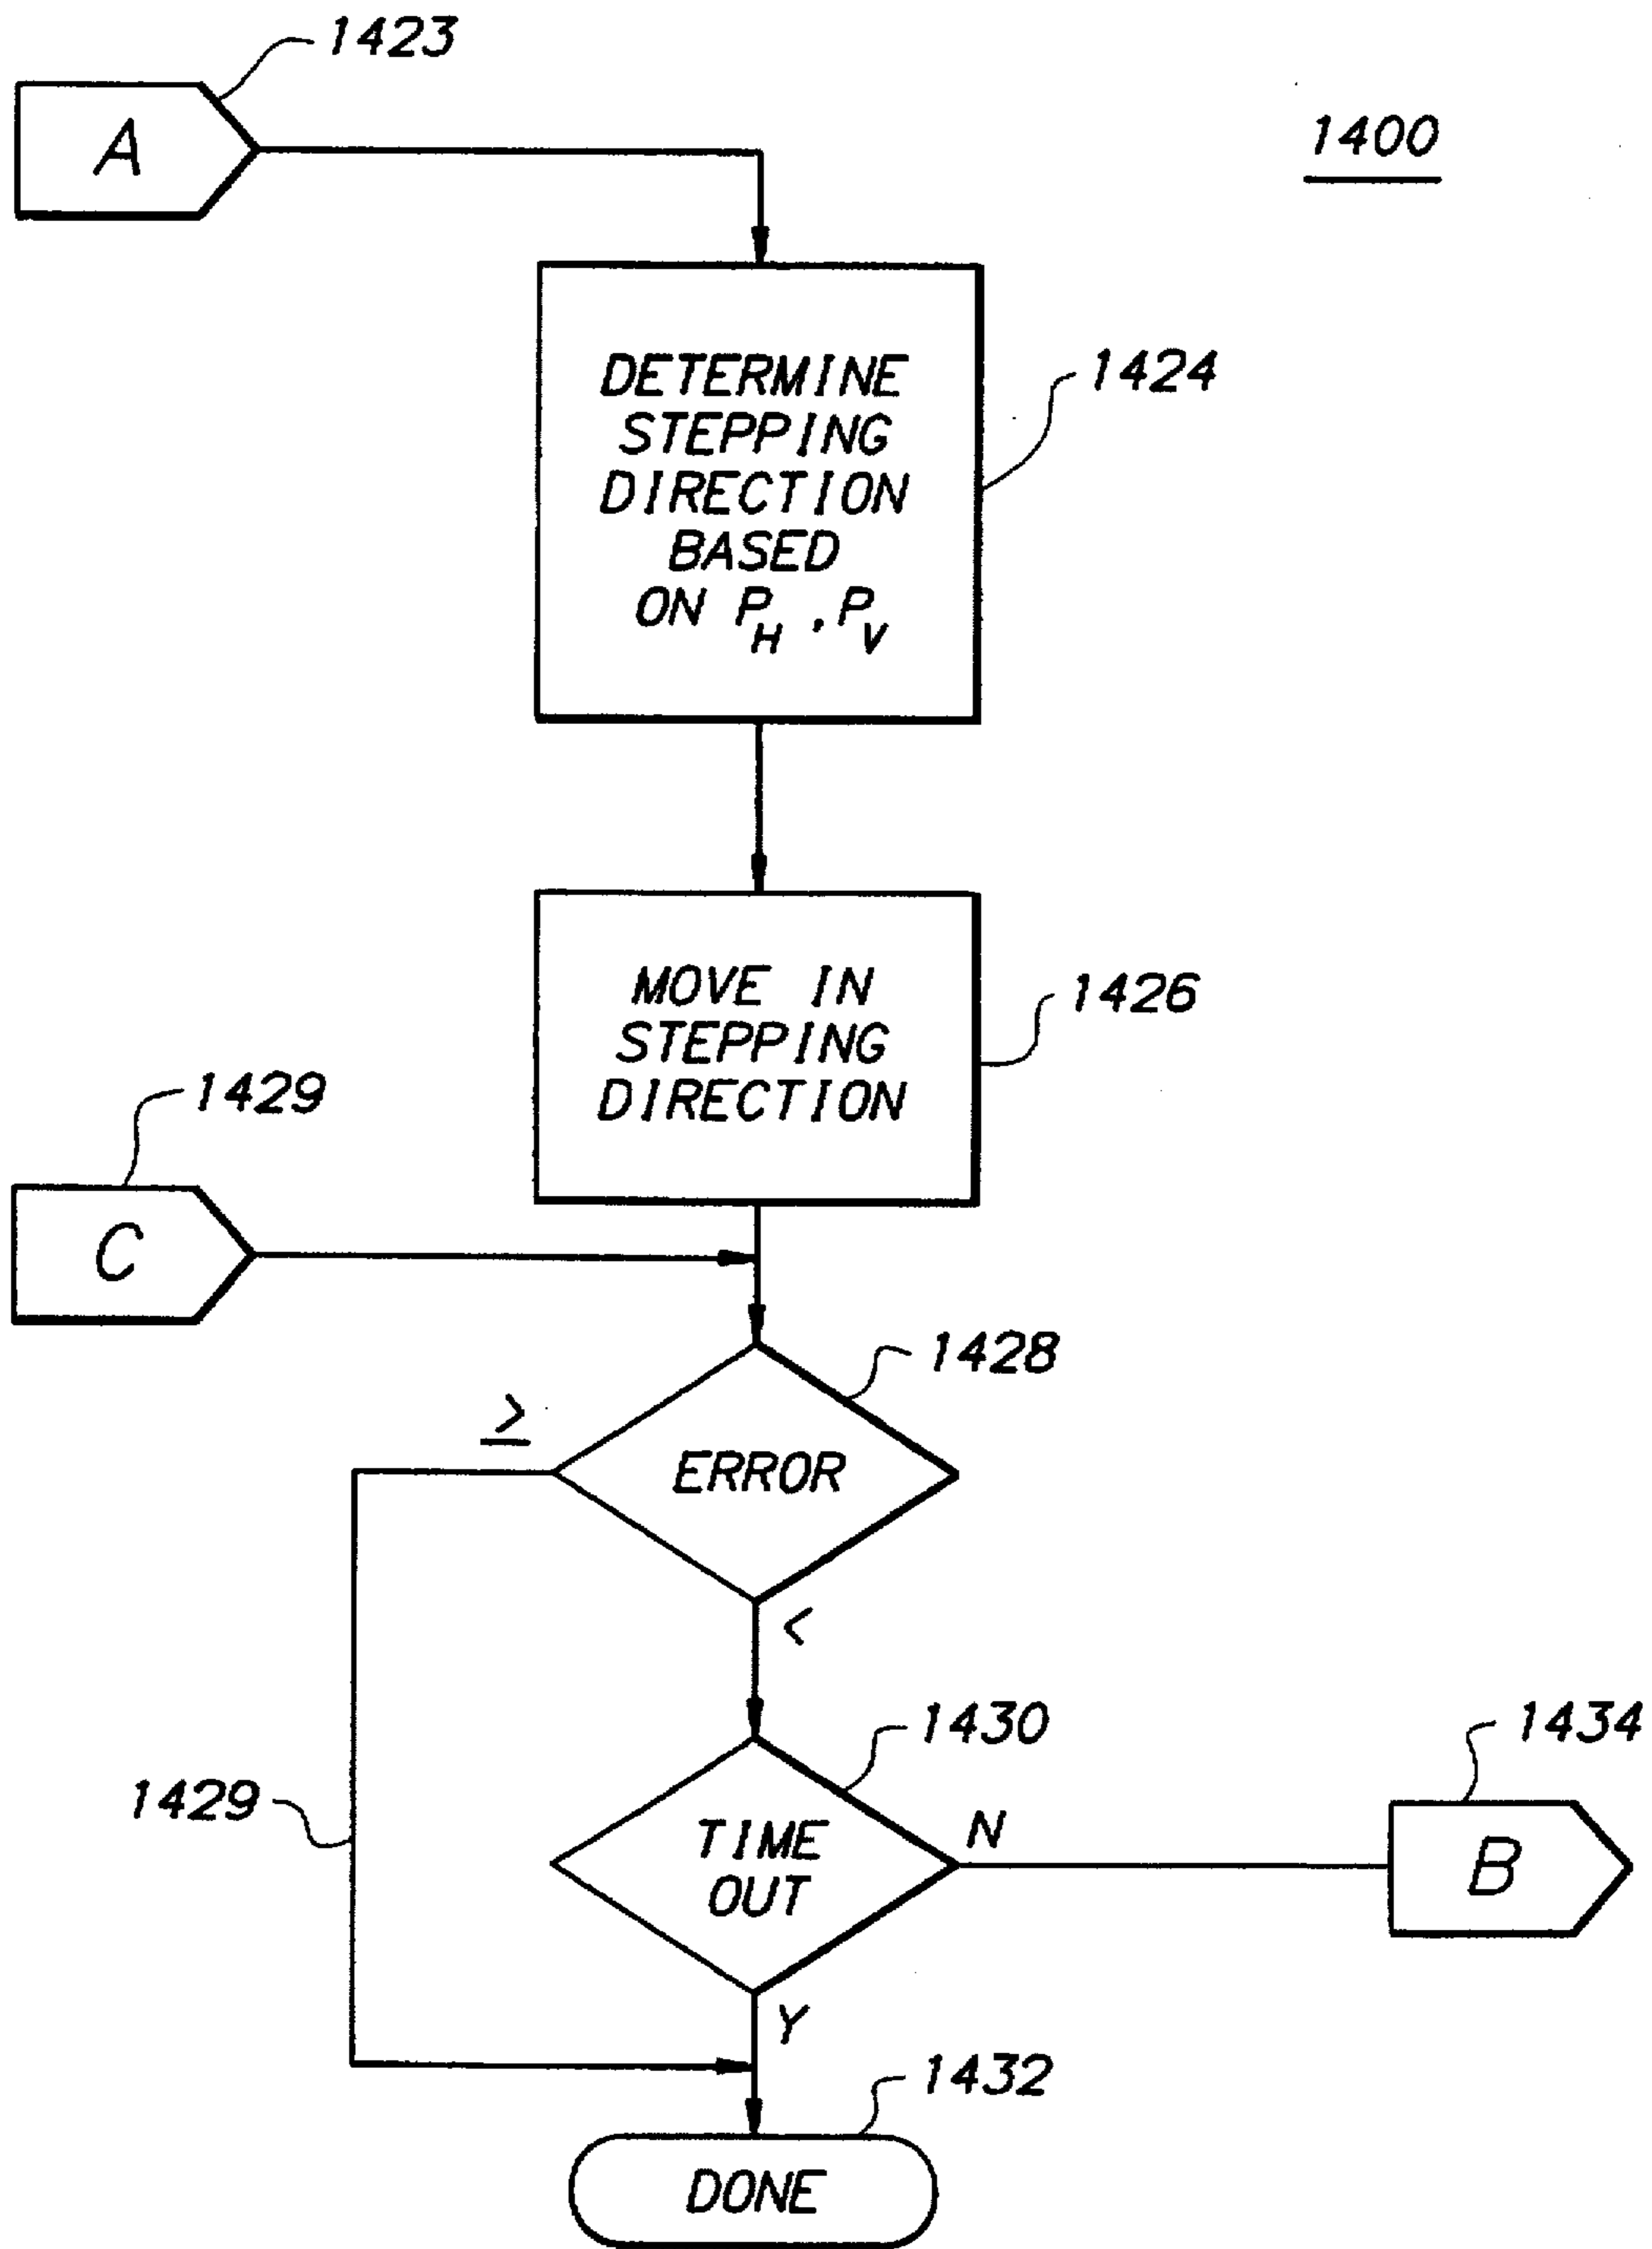 1423
A
1400
DETERMINE
STEPPING
DIRECTION
BASED
ON P_H, P_V
1424
MOVE IN
STEPPING
DIRECTION
1426
1429
C
1428
≥
ERROR
<
1430
1434
1429
TIME
OUT
N
B
Y
1432
DONE